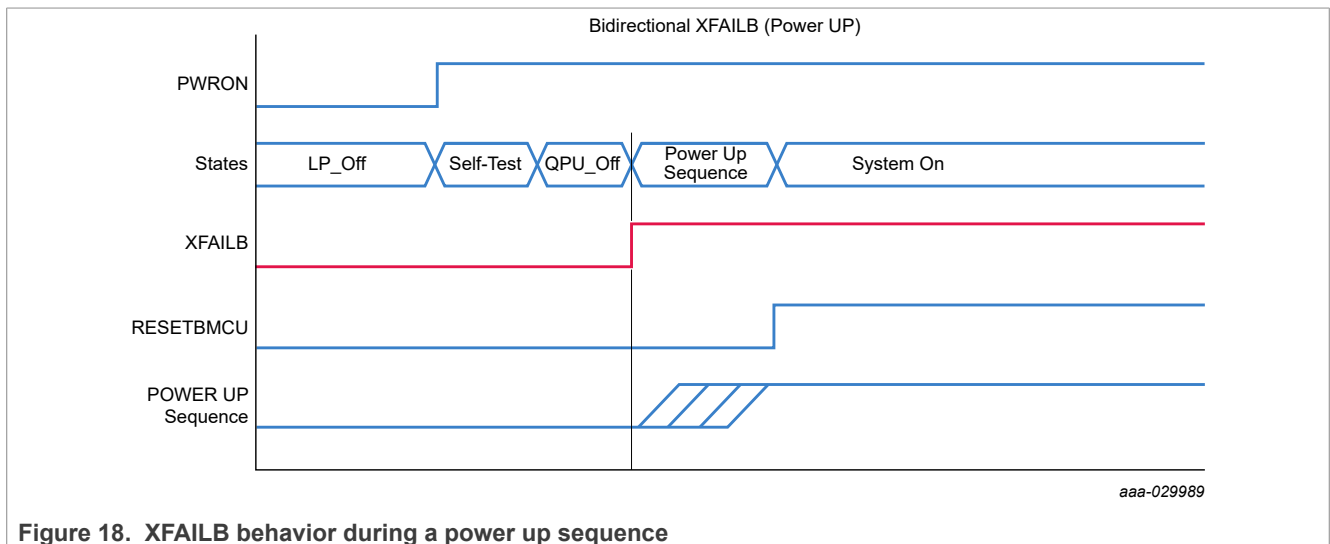 Bidirectional XFAILB (Power UP)
PWRON
States
LP_Off
Self-Test
QPU_Off
Power Up
Sequence
System On
XFAILB
RESETBMCU
POWER UP
Sequence
aaa-029989
Figure 18. XFAILB behavior during a power up sequence